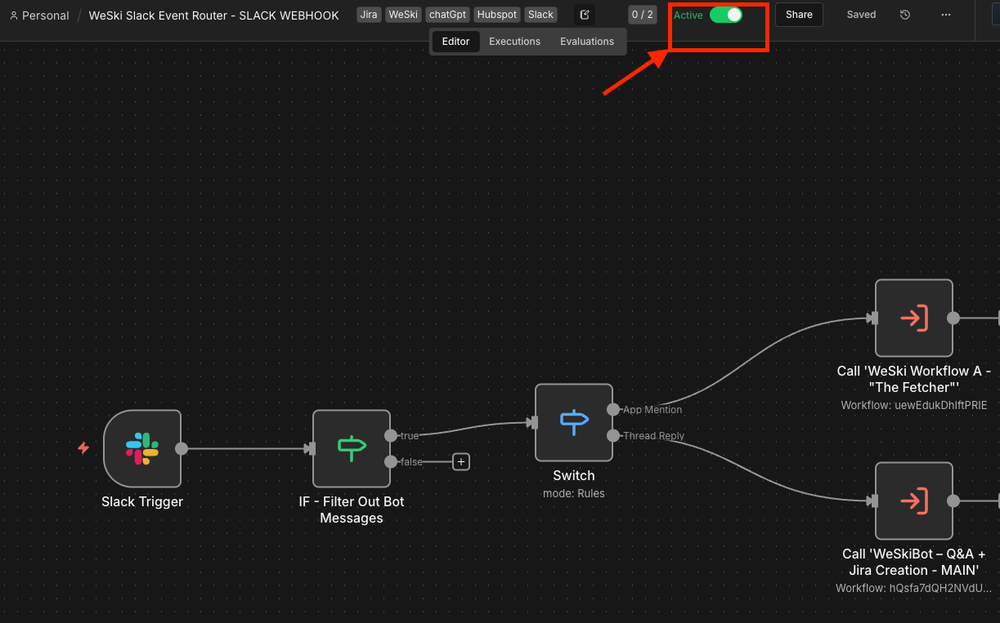 Personal / WeSki Slack Event Router - SLACK WEBHOOK Jira WeSki chatGpt Hubspot Slack 0 / 2 Active Share Saved ...
Editor Executions Evaluations
Slack Trigger
IF - Filter Out Bot
Messages
true
false
+
Switch
mode: Rules
App Mention
Thread Reply
Call 'WeSki Workflow A -
"The Fetcher"'
Workflow: uewEdukDhlftPRlE
Call 'WeSkiBot – Q&A +
Jira Creation - MAIN'
Workflow: hQsfa7dQH2NVdU...